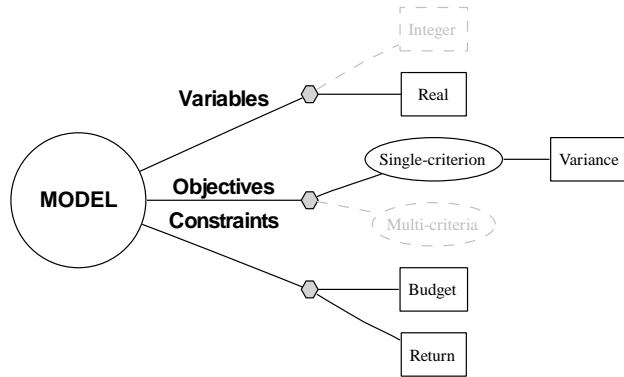 Integer
Variables
Real
Single-criterion
Variance
MODEL
Objectives
Constraints
Multi-criteria
Budget
Return